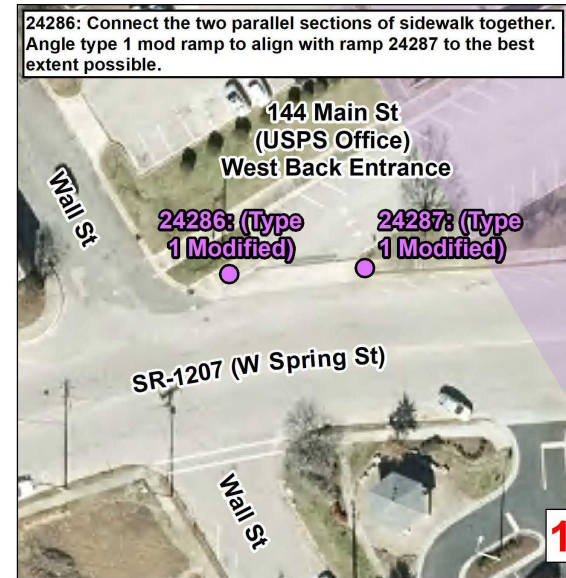 24286: Connect the two parallel sections of sidewalk together.
Angle type 1 mod ramp to align with ramp 24287 to the best
extent possible.
144 Main St
(USPS Office)
West Back Entrance
Wall St
24286: (Type
1 Modified)
24287: (Type
1 Modified)
SR-1207 (W Spring St)
Wall St
1